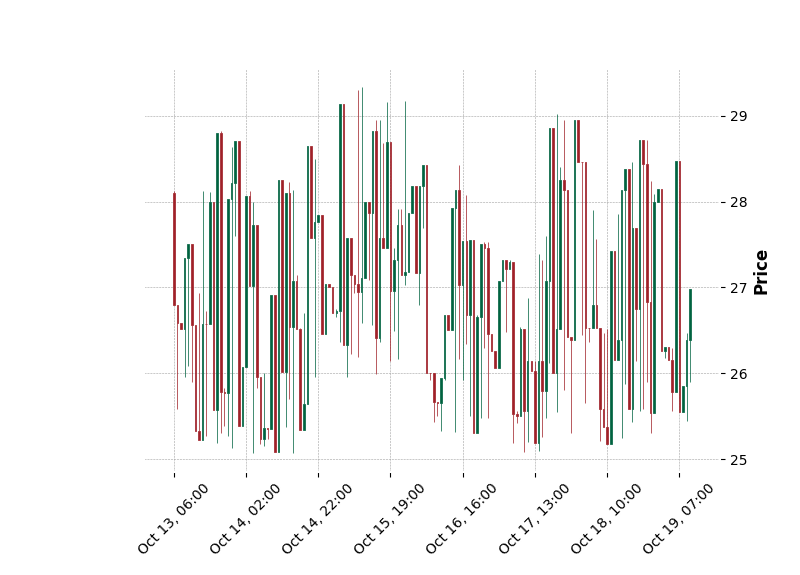 29
28
27
26
25
Price
Oct 13, 06:00
Oct 14, 02:00
Oct 14, 22:00
Oct 15, 19:00
Oct 16, 16:00
Oct 17, 13:00
Oct 18, 10:00
Oct 19, 07:00